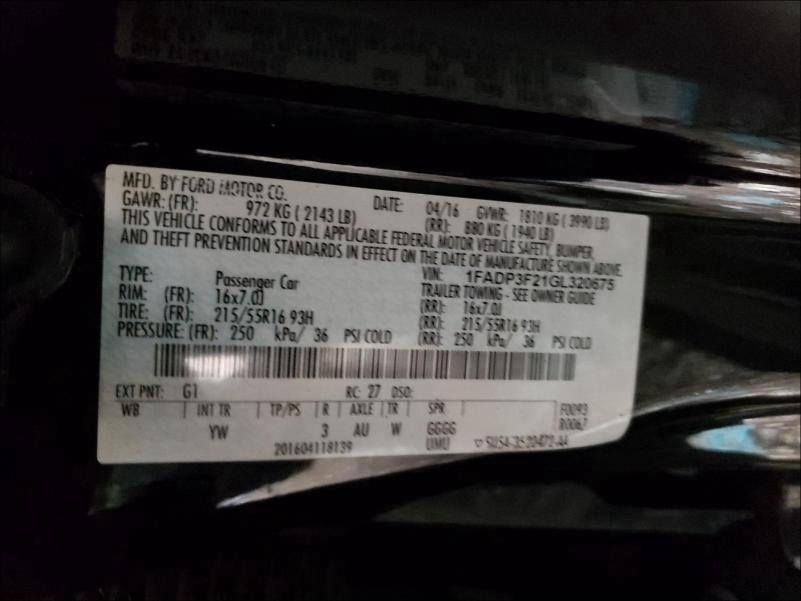 MFD. BY FORD MOTOR CO.
DATE: 04/16 GVWR: 1810 KG ( 3990 LB)
GAWR: (FR): 972 KG ( 2143 LB) (RR): 880 KG ( 1940 LB)
THIS VEHICLE CONFORMS TO ALL APPLICABLE FEDERAL MOTOR VEHICLE SAFETY, BUMPER,
AND THEFT PREVENTION STANDARDS IN EFFECT ON THE DATE OF MANUFACTURE SHOWN ABOVE.
VIN: 1FADP3F21GL320675
TYPE: Passenger Car TRAILER TOWING - SEE OWNER GUIDE
RIM: (FR): 16x7.0J (RR): 16x7.0J
TIRE: (FR): 215/55R16 93H (RR): 215/55R16 93H
PRESSURE: (FR): 250 kPa/ 36 PSI COLD (RR): 250 kPa/ 36 PSI COLD
EXT PNT: G1 RC: 27 DSO:
WB INT TR TP/PS R AXLE TR SPR F0093
YW 3 AU W GGGG R0067
201604118139 UMU